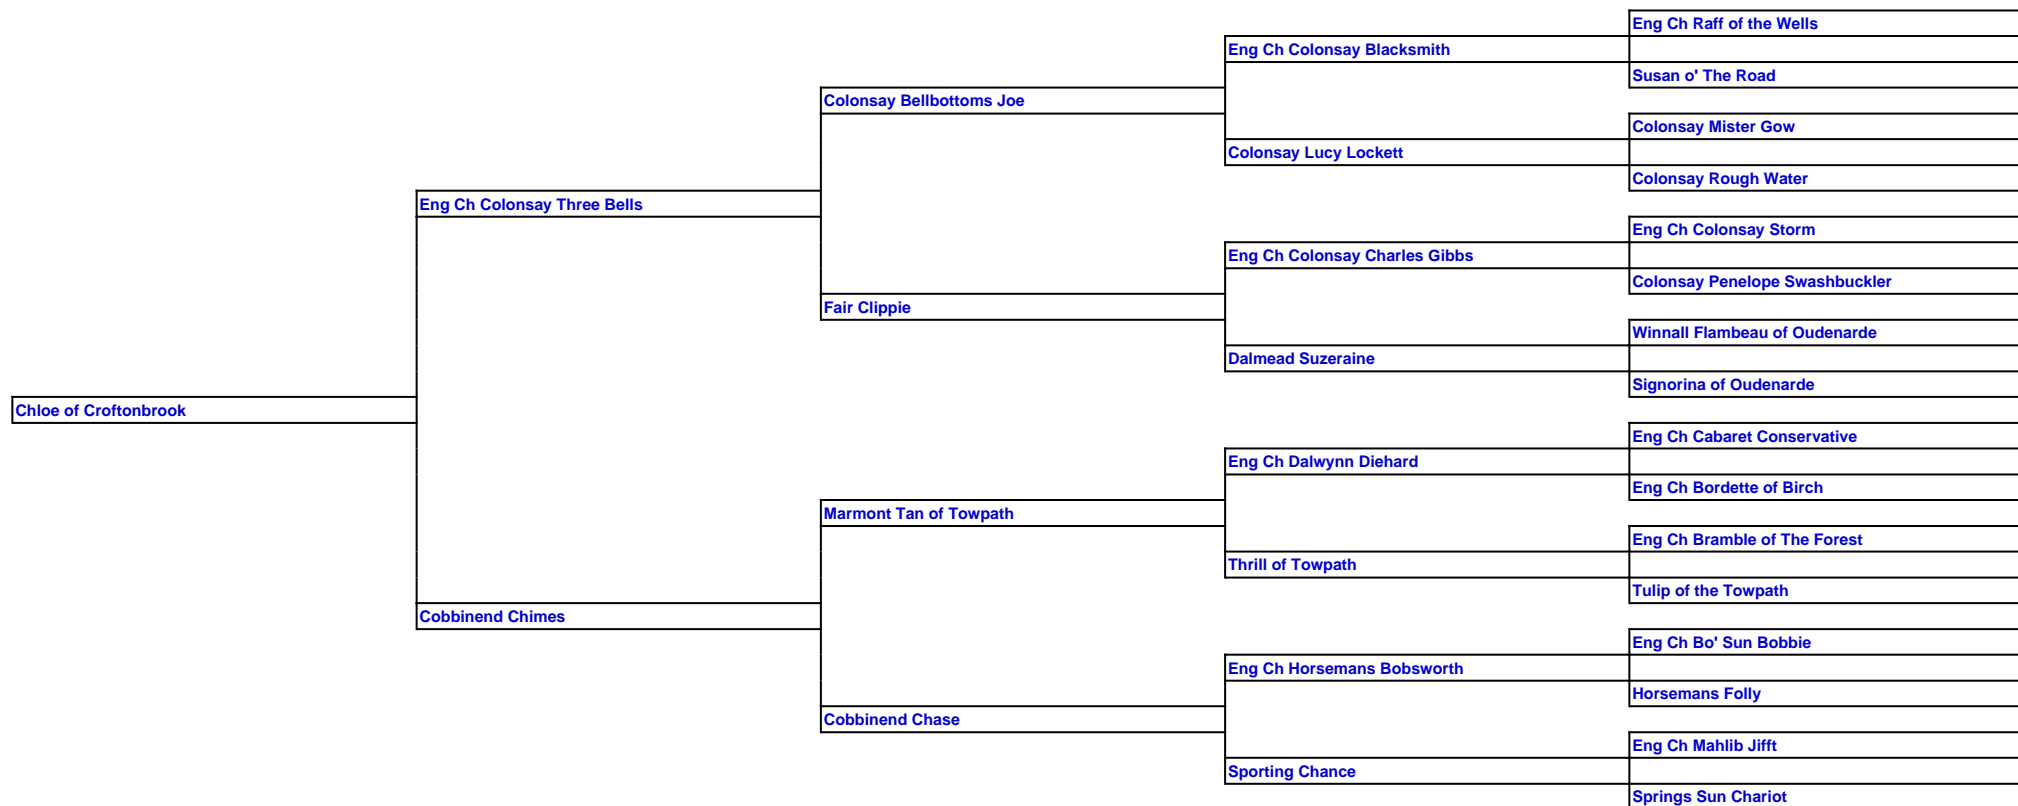 Eng Ch Raff of the Wells
Eng Ch Colonsay Blacksmith
Susan o' The Road
Colonsay Bellbottoms Joe
Colonsay Mister Gow
Colonsay Lucy Lockett
Colonsay Rough Water
Eng Ch Colonsay Three Bells
Eng Ch Colonsay Storm
Eng Ch Colonsay Charles Gibbs
Colonsay Penelope Swashbuckler
Fair Clippie
Winnall Flambeau of Oudenarde
Dalmead Suzeraine
Signorina of Oudenarde
Chloe of Croftonbrook
Eng Ch Cabaret Conservative
Eng Ch Dalwynn Diehard
Eng Ch Bordette of Birch
Marmont Tan of Towpath
Eng Ch Bramble of The Forest
Thrill of Towpath
Tulip of the Towpath
Cobbinend Chimes
Eng Ch Bo' Sun Bobbie
Eng Ch Horsemans Bobsworth
Horsemans Folly
Cobbinend Chase
Eng Ch Mahlib Jifft
Sporting Chance
Springs Sun Chariot